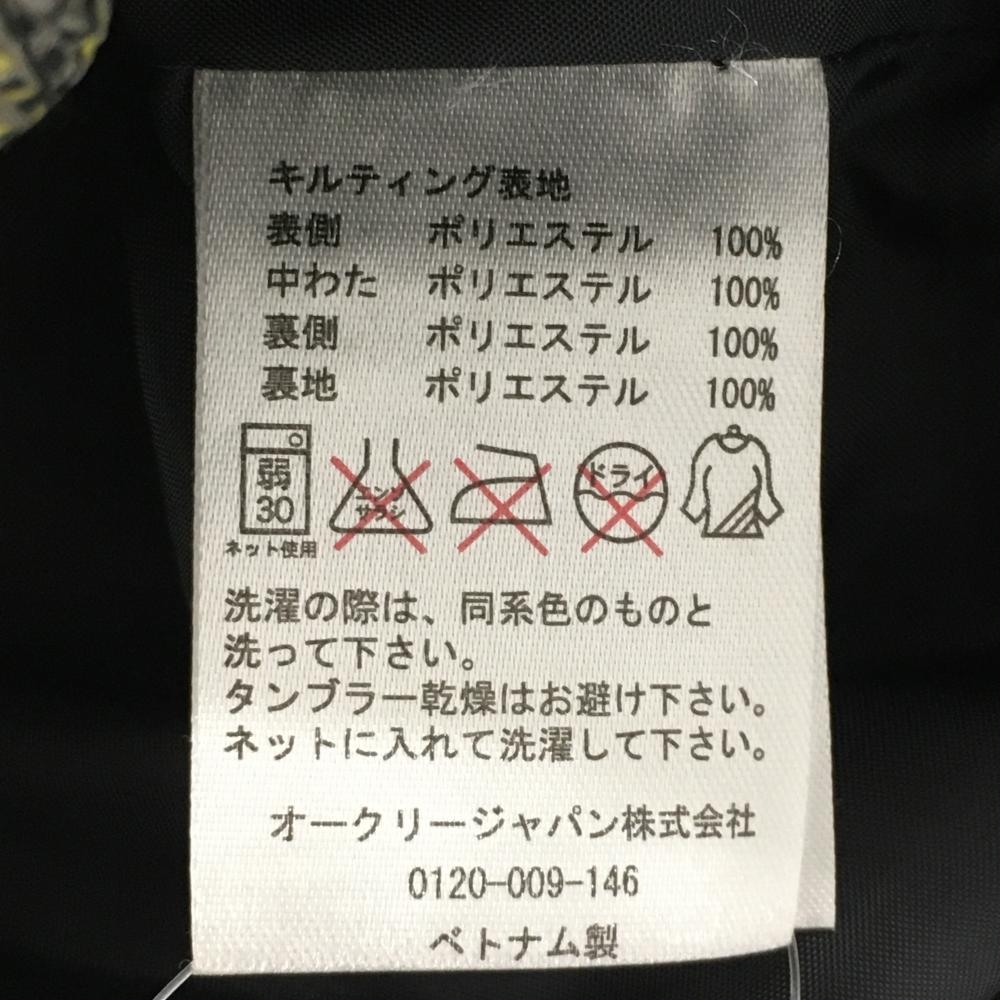 キルティング表地
表側 ポリエステル 100%
中わた ポリエステル 100%
裏側 ポリエステル 100%
裏地 ポリエステル 100%
弱
30
ネット使用
エンソ
サラシ
ドライ
洗濯の際は、同系色のものと
洗って下さい。
タンブラー乾燥はお避け下さい。
ネットに入れて洗濯して下さい。
オークリージャパン株式会社
0120-009-146
ベトナム製